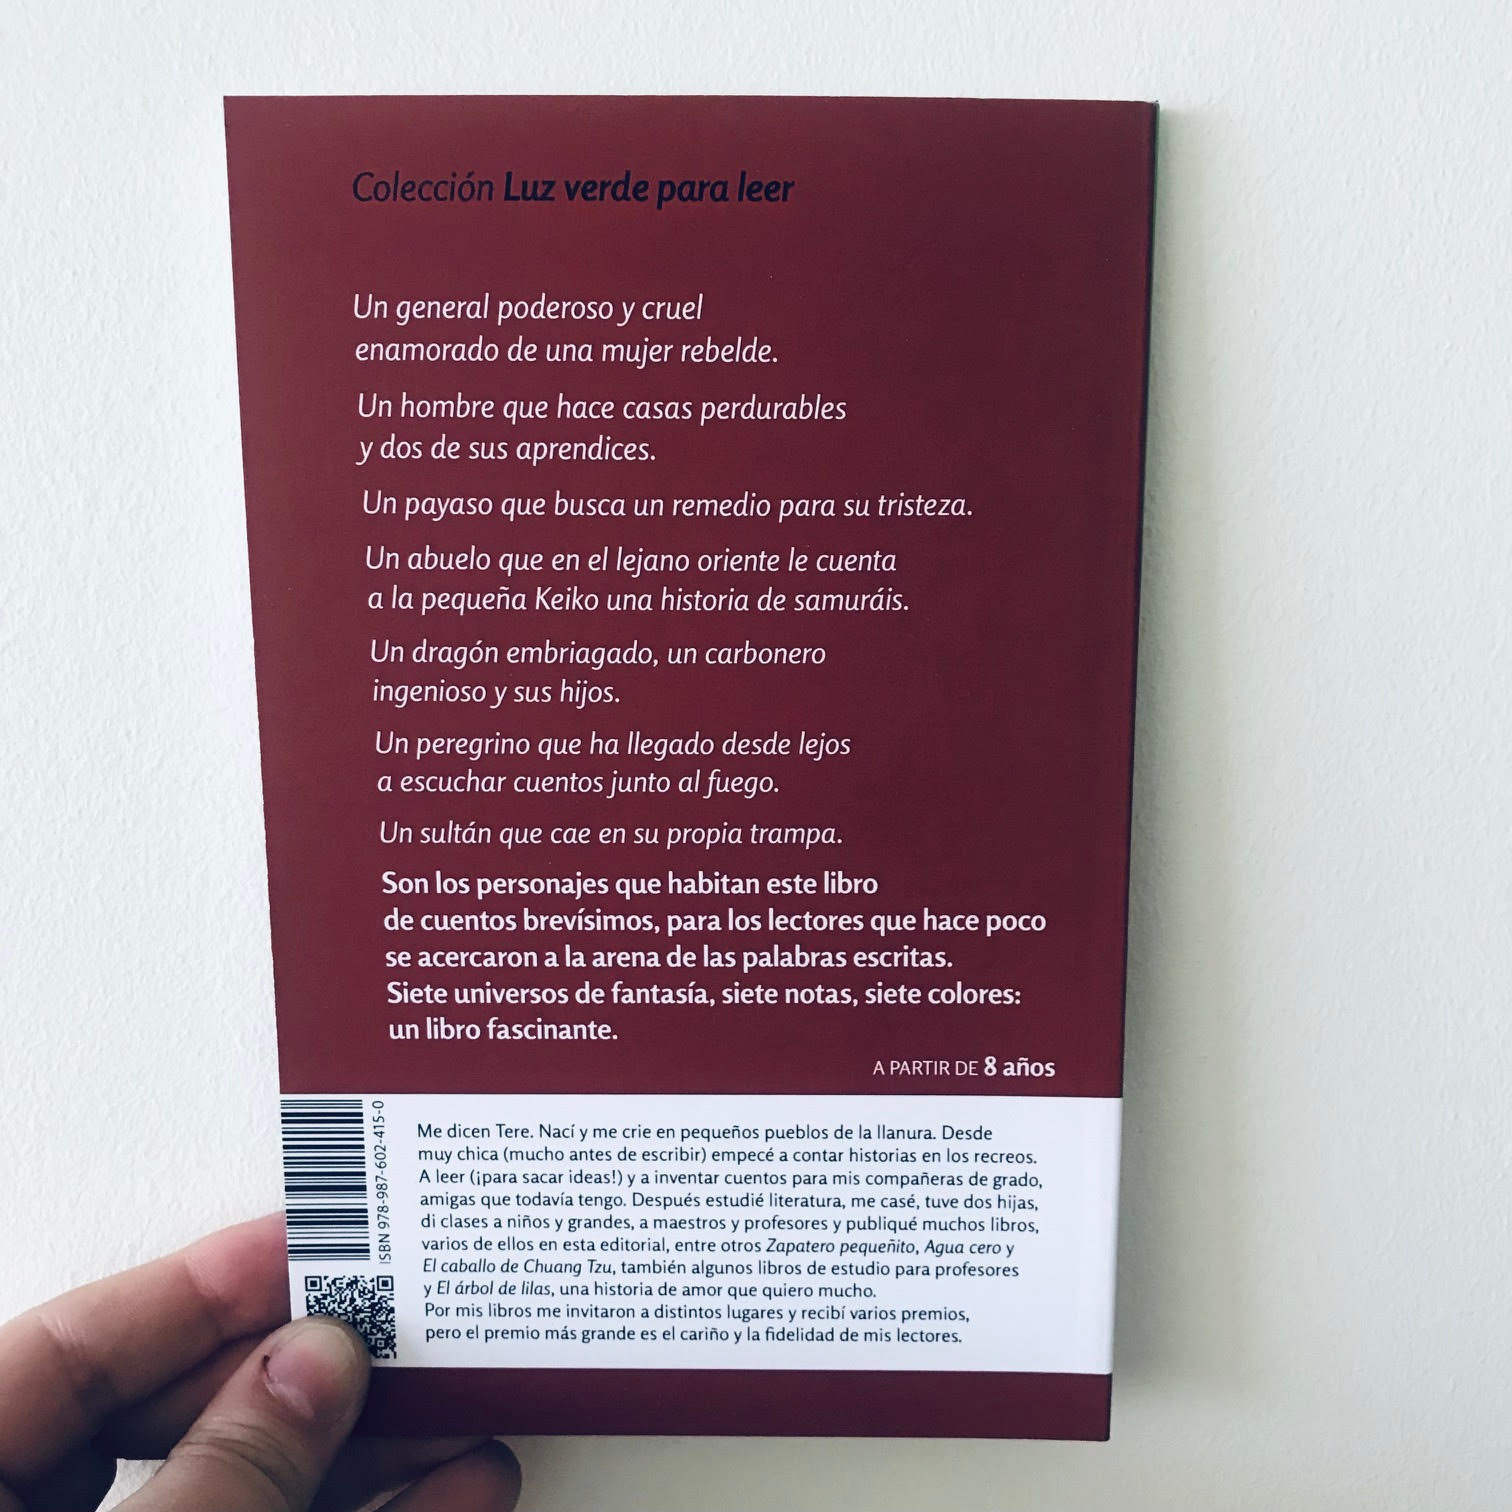 Colección Luz verde para leer
Un general poderoso y cruel
enamorado de una mujer rebelde.
Un hombre que hace casas perdurables
y dos de sus aprendices.
Un payaso que busca un remedio para su tristeza.
Un abuelo que en el lejano oriente le cuenta
a la pequeña Keiko una historia de samuráis.
Un dragón embriagado, un carbonero
ingenioso y sus hijos.
Un peregrino que ha llegado desde lejos
a escuchar cuentos junto al fuego.
Un sultán que cae en su propia trampa.
Son los personajes que habitan este libro
de cuentos brevísimos, para los lectores que hace poco
se acercaron a la arena de las palabras escritas.
Siete universos de fantasía, siete notas, siete colores:
un libro fascinante.
A PARTIR DE 8 años
ISBN 978-987-602-415-0
Me dicen Tere. Nací y me crie en pequeños pueblos de la llanura. Desde
muy chica (mucho antes de escribir) empecé a contar historias en los recreos.
A leer (¡para sacar ideas!) y a inventar cuentos para mis compañeras de grado,
amigas que todavía tengo. Después estudié literatura, me casé, tuve dos hijas,
di clases a niños y grandes, a maestros y profesores y publiqué muchos libros,
varios de ellos en esta editorial, entre otros Zapatero pequeñito, Agua cero y
El caballo de Chuang Tzu, también algunos libros de estudio para profesores
y El árbol de lilas, una historia de amor que quiero mucho.
Por mis libros me invitaron a distintos lugares y recibí varios premios,
pero el premio más grande es el cariño y la fidelidad de mis lectores.